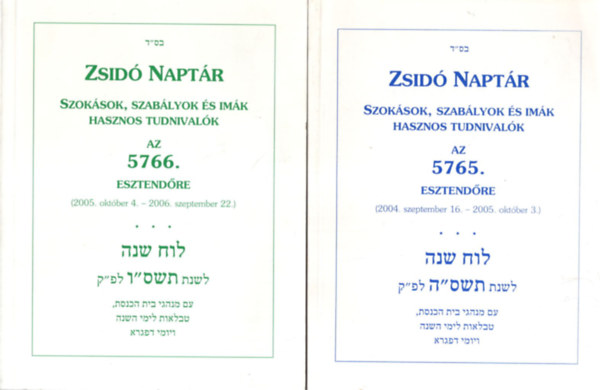 בס״ד
ZSIDÓ NAPTÁR
SZOKÁSOK, SZABÁLYOK ÉS IMÁK
HASZNOS TUDNIVALÓK
AZ
5766.
ESZTENDŐRE
(2005. október 4. – 2006. szeptember 22.)
• • •
לוח שנה
לשנת תשס״ו לפ״ק
עם מנהגי בית הכנסת,
טבלאות לימי השנה
ויומי דפגרא
בס״ד
ZSIDÓ NAPTÁR
SZOKÁSOK, SZABÁLYOK ÉS IMÁK
HASZNOS TUDNIVALÓK
AZ
5765.
ESZTENDŐRE
(2004. szeptember 16. – 2005. október 3.)
• • •
לוח שנה
לשנת תשס״ה לפ״ק
עם מנהגי בית הכנסת,
טבלאות לימי השנה
ויומי דפגרא